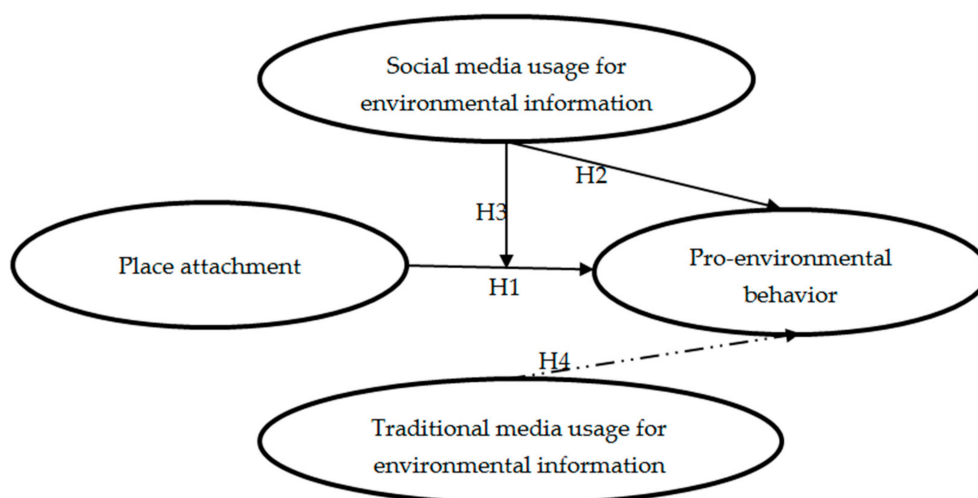 Social media usage for
environmental information
H2
H3
Place attachment
H1
Pro-environmental
behavior
H4
Traditional media usage for
environmental information